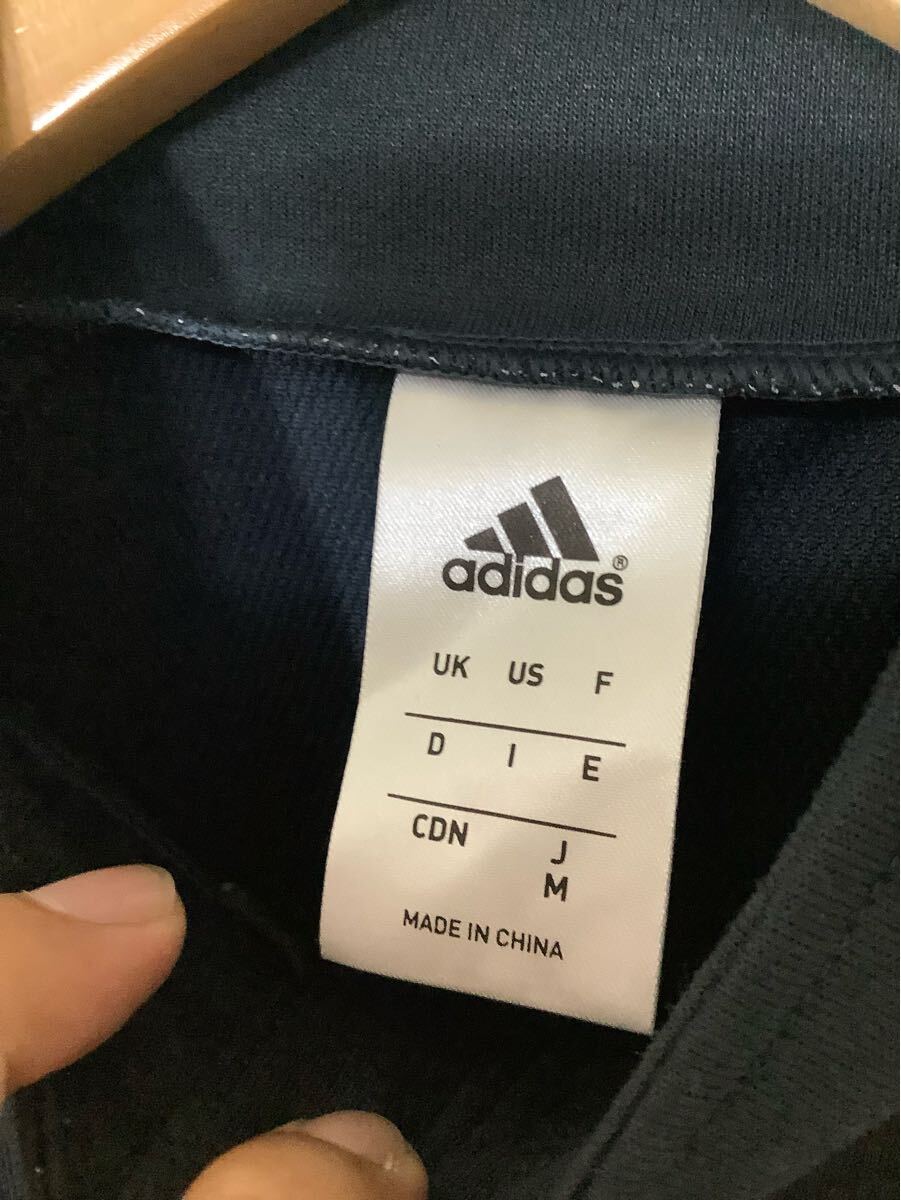 adidas®
UK US F
D I E
CDN J
M
MADE IN CHINA